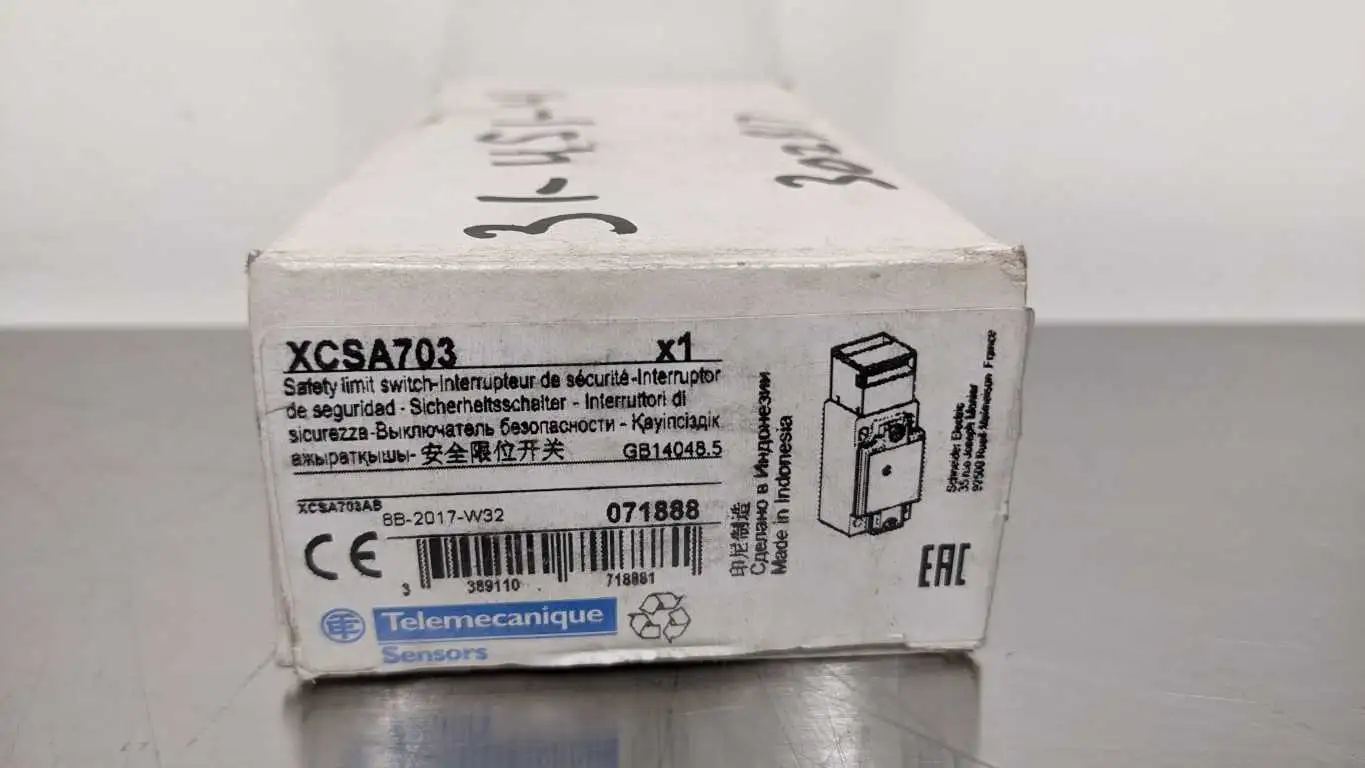 31-451-4
XCSA703 x1
Safety limit switch-Interrupteur de sécurité-Interruptor
de seguridad - Sicherheitsschalter - Interruttori di
sicurezza-Выключатель безопасности - Қауіпсіздік
ажыратқышы-安全限位开关 GB14048.5
XCSA703AB
8B-2017-W32 071888
CE
3 389110 718881
Telemecanique
Sensors
印尼制造
Сделано в Индонезии
Made in Indonesia
Schneider Electric
35 rue Joseph Monier
92500 Rueil Malmaison France
EAC